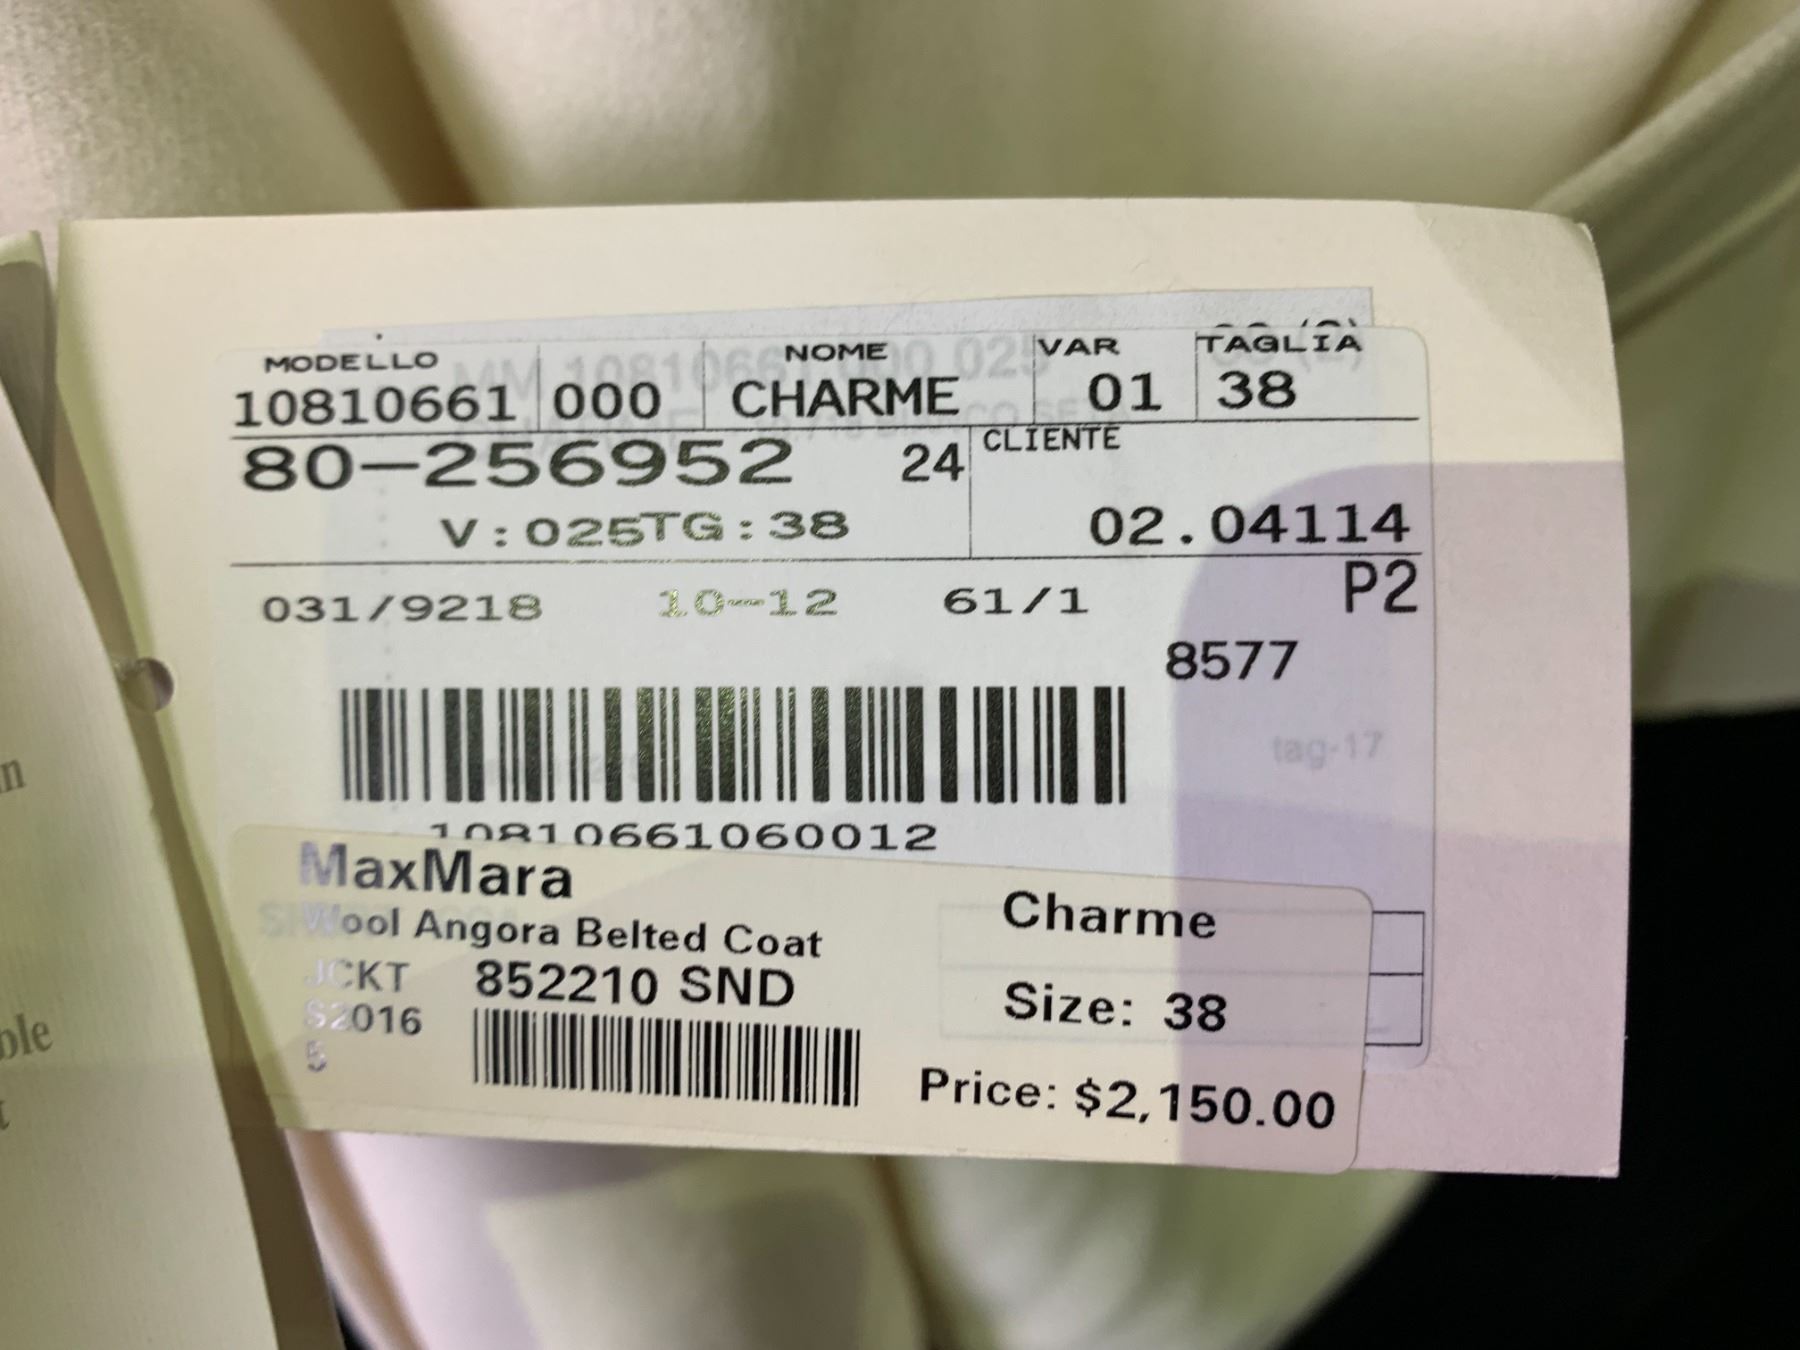 MODELLO NOME VAR TAGLIA
10810661 000 CHARME 01 38
80-256952 24 CLIENTE
V:025TG:38 02.04114
031/9218 10-12 61/1 P2
8577
tag-17
10810661060012
MaxMara
Wool Angora Belted Coat
Charme
JCKT 852210 SND
S2016
Size: 38
5
Price: $2,150.00